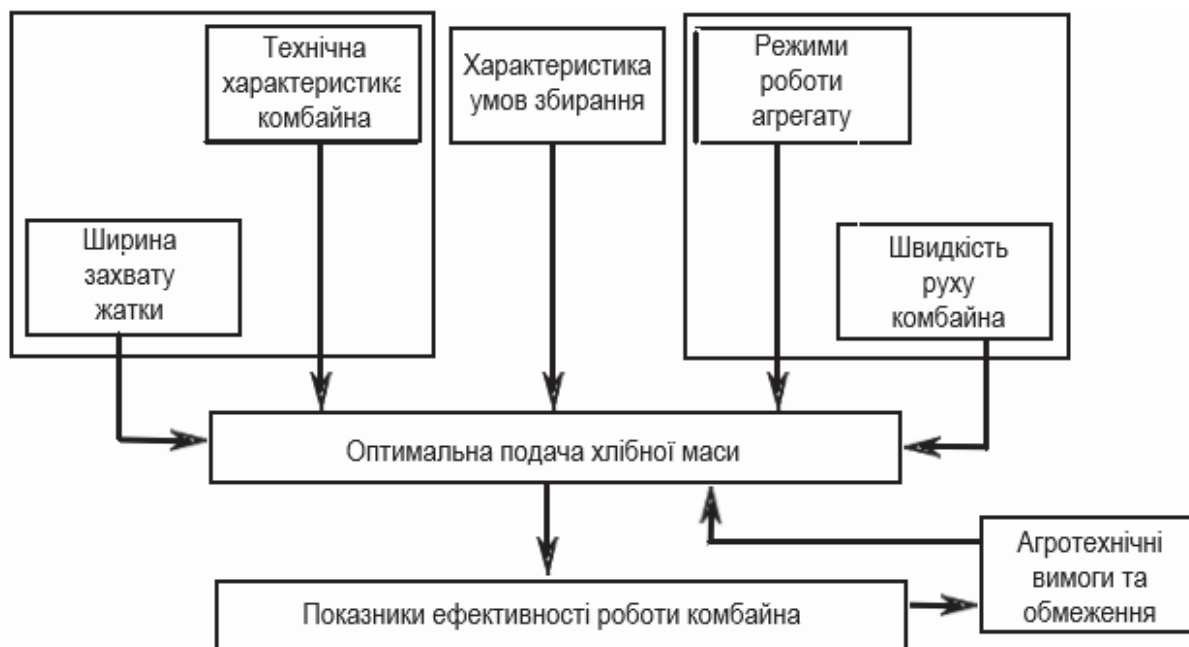 Технічна
характеристика
комбайна
Характеристика
умов збирання
Режими
роботи
агрегату
Ширина
захвату
жатки
Швидкість
руху
комбайна
Оптимальна подача хлібної маси
Агротехнічні
вимоги та
обмеження
Показники ефективності роботи комбайна